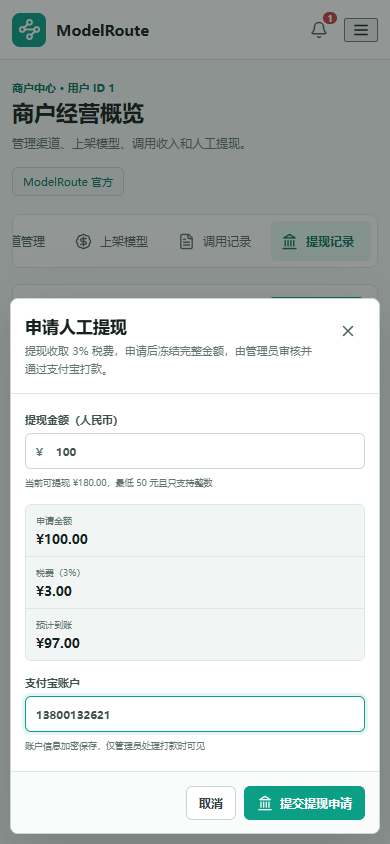 ModelRoute
1
商户中心 • 用户 ID 1
商户经营概览
管理渠道、上架模型、调用收入和人工提现。
ModelRoute 官方
道管理 上架模型 调用记录 提现记录
申请人工提现
提现收取 3% 税费，申请后冻结完整金额，由管理员审核并
通过支付宝打款。
提现金额（人民币）
¥ 100
当前可提现 ¥180.00，最低 50 元且只支持整数
申请金额
¥100.00
税费（3%）
¥3.00
预计到账
¥97.00
支付宝账户
13800132621
账户信息加密保存，仅管理员处理打款时可见
取消 提交提现申请